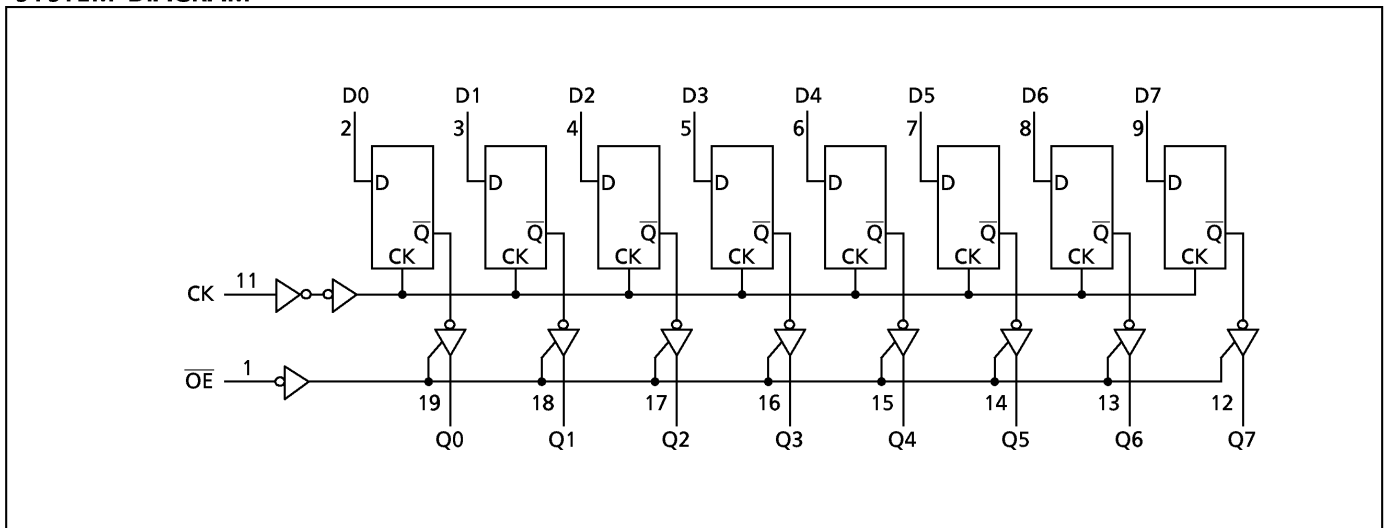 SYSTEM DIAGRAM
D0 D1 D2 D3 D4 D5 D6 D7
2 3 4 5 6 7 8 9
D D D D D D D D
Q̅ Q̅ Q̅ Q̅ Q̅ Q̅ Q̅ Q̅
CK CK CK CK CK CK CK CK
CK 11
O̅E̅ 1
19 18 17 16 15 14 13 12
Q0 Q1 Q2 Q3 Q4 Q5 Q6 Q7